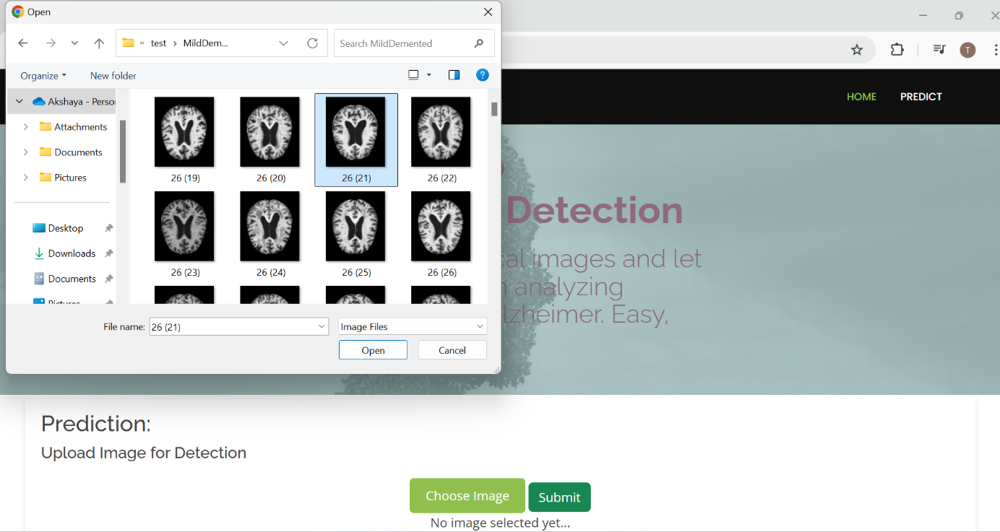 Open
« test › MildDem...
Search MildDemented
Organize
New folder
?
T
HOME
PREDICT
Akshaya - Perso
Attachments
Documents
Pictures
Desktop
Downloads
Documents
Pictures
26 (19)
26 (20)
26 (21)
26 (22)
26 (23)
26 (24)
26 (25)
26 (26)
File name:
26 (21)
Image Files
Open
Cancel
Detection
cal images and let
analyzing
lzheimer. Easy,
Prediction:
Upload Image for Detection
Choose Image
Submit
No image selected yet...